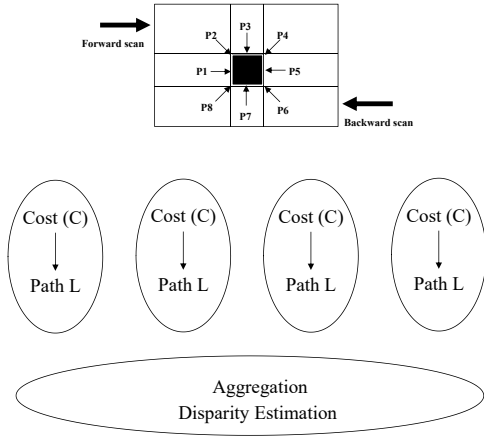 Forward scan
P2
P3
P4
P1
P5
P8
P7
P6
Backward scan
Cost (C)
Path L
Cost (C)
Path L
Cost (C)
Path L
Cost (C)
Path L
Aggregation
Disparity Estimation